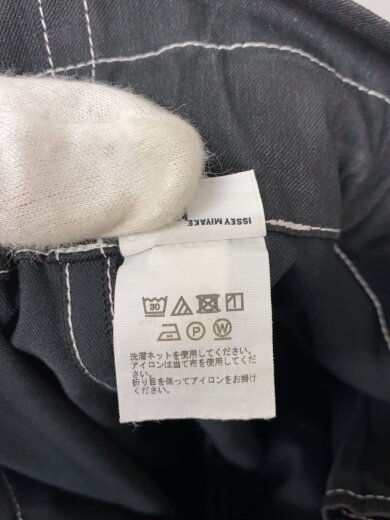 ISSEY MIYAKE
30
P W
洗濯ネットを使用してください。
アイロンは当て布を使用してくださ
い。
折り目を保ってアイロンをお掛け
ください。